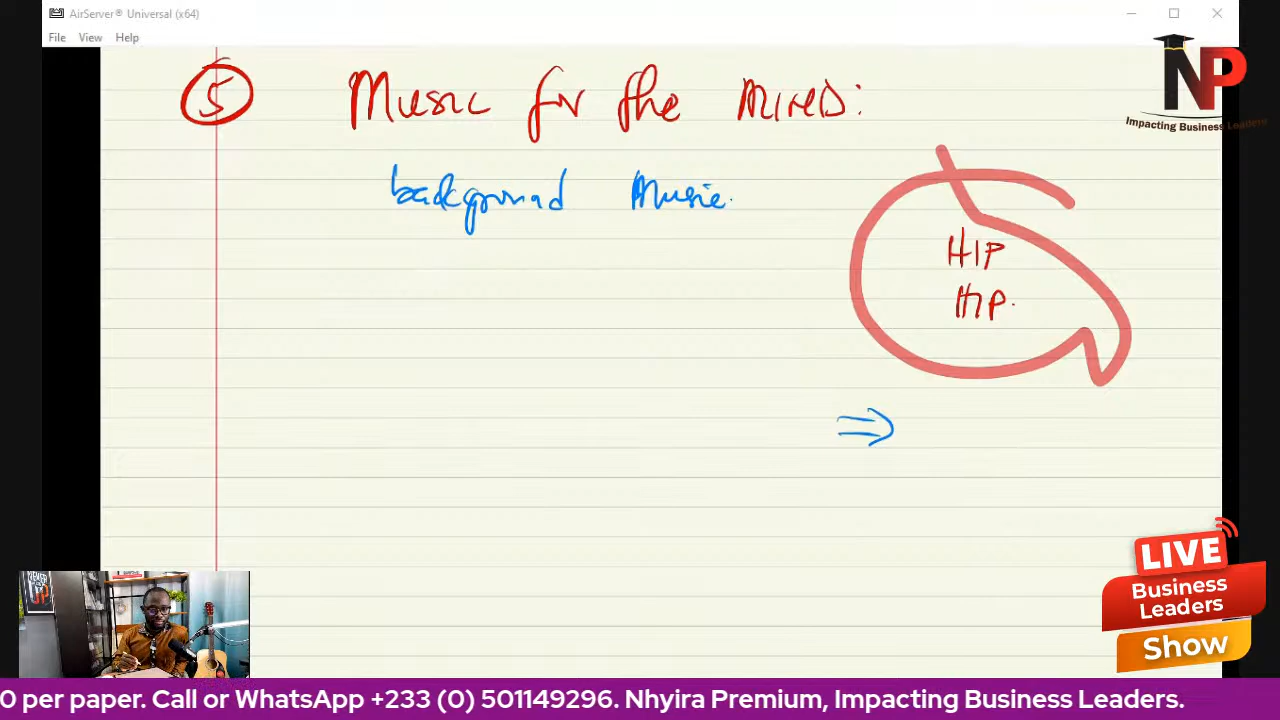 AirServer® Universal (x64)
File View Help
NP
Impacting Business Leaders
5 Music for the MIND:
background Music.
HIP
HIP.
LIVE
Business
Leaders
Show
0 per paper. Call or WhatsApp +233 (0) 501149296. Nhyira Premium, Impacting Business Leaders.